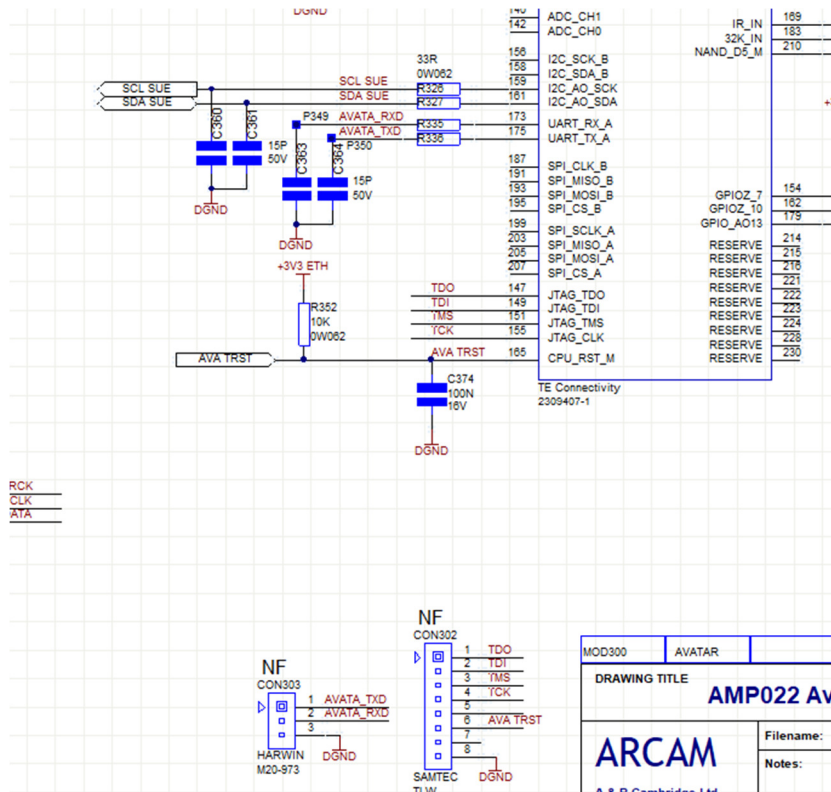 DGND
142
ADC_CH1
ADC_CH0
IR_IN
169
32K_IN
183
NAND_D5_M
210
156
I2C_SCK_B
158
I2C_SDA_B
159
I2C_AO_SCK
161
I2C_AO_SDA
33R
0W062
SCL SUE
SCL SUE
R326
SDA SUE
SDA SUE
R327
C360
C361
P349
AVATA_RXD
R335
173
UART_RX_A
AVATA_TXD
R336
175
UART_TX_A
P350
15P
50V
C363
C364
15P
50V
DGND
DGND
187
SPI_CLK_B
191
SPI_MISO_B
193
SPI_MOSI_B
195
SPI_CS_B
199
SPI_SCLK_A
203
SPI_MISO_A
205
SPI_MOSI_A
207
SPI_CS_A
GPIOZ_7
154
GPIOZ_10
162
GPIO_AO13
179
RESERVE
214
RESERVE
215
RESERVE
216
RESERVE
221
RESERVE
222
RESERVE
223
RESERVE
224
RESERVE
228
RESERVE
230
+3V3 ETH
R352
10K
0W062
TDO
147
JTAG_TDO
TDI
149
JTAG_TDI
TMS
151
JTAG_TMS
TCK
155
JTAG_CLK
AVA TRST
AVA TRST
165
CPU_RST_M
C374
100N
16V
DGND
TE Connectivity
2309407-1
RCK
CLK
ATA
NF
CON303
1 AVATA_TXD
2 AVATA_RXD
3
DGND
HARWIN
M20-973
NF
CON302
1 TDO
2 TDI
3 TMS
4 TCK
5
6 AVA TRST
7
8
DGND
SAMTEC
TLW
MOD300
AVATAR
DRAWING TITLE
AMP022 Av
ARCAM
Filename:
Notes:
A & R Cambridge Ltd